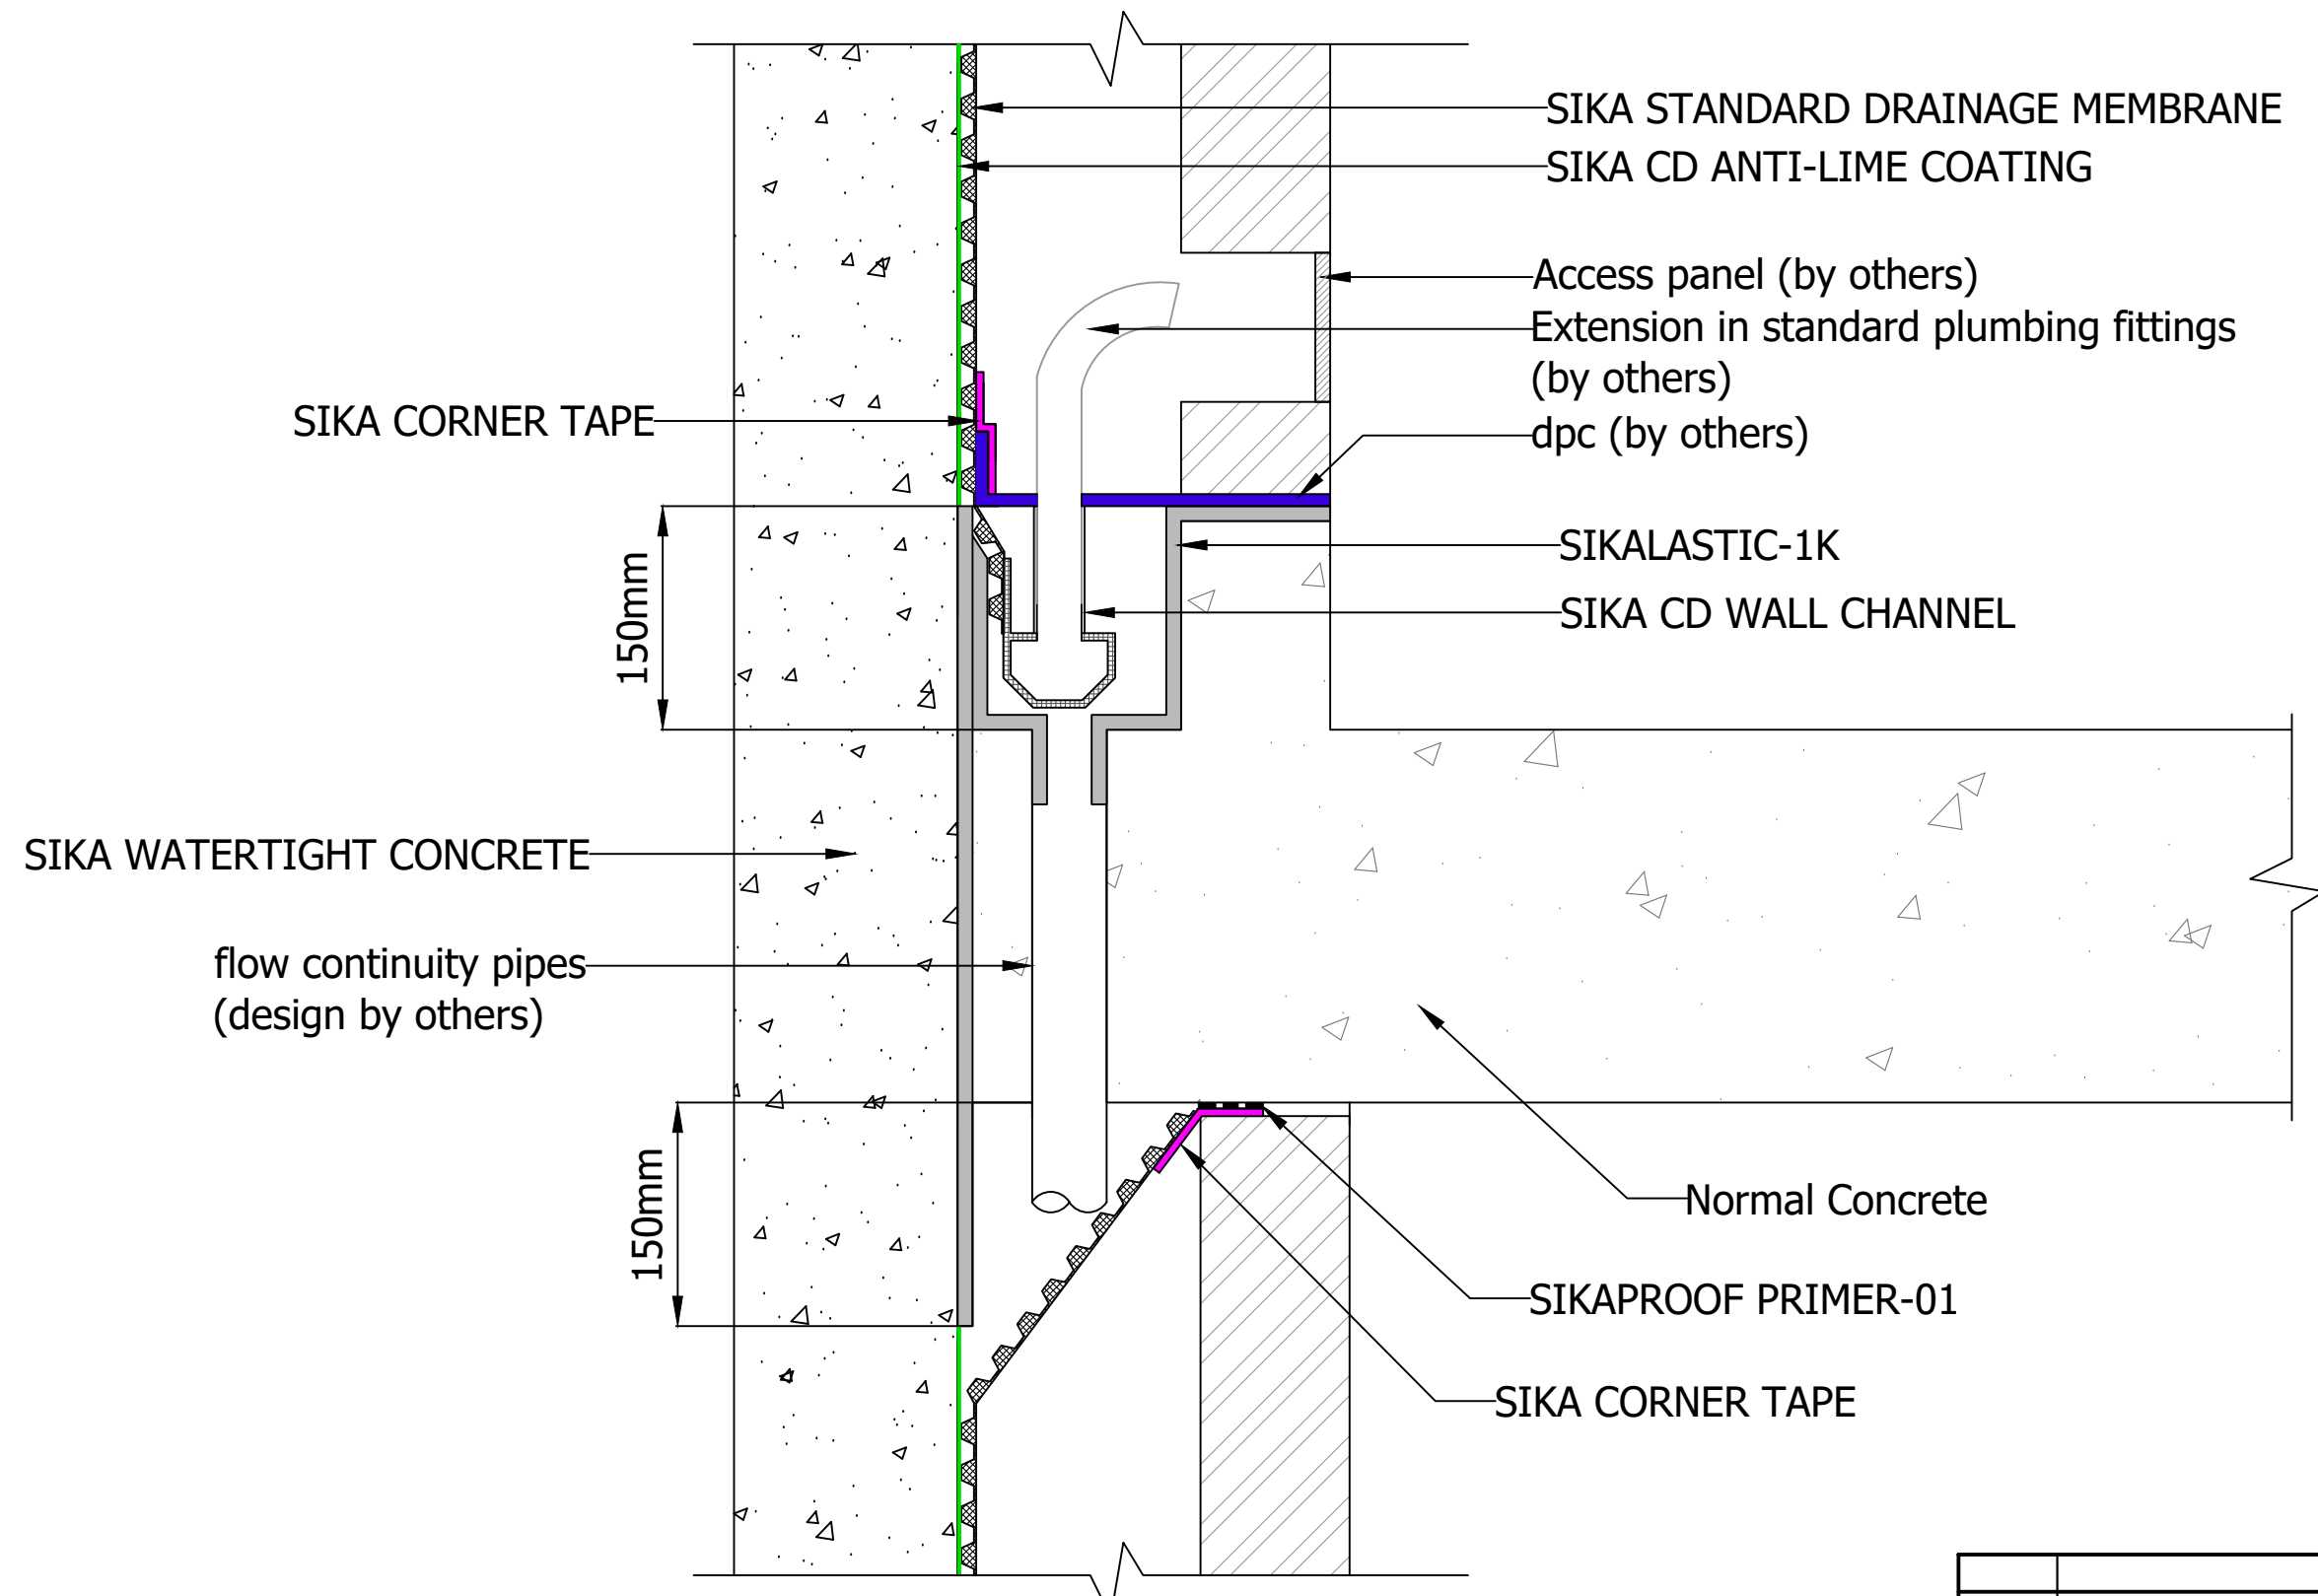 SIKA STANDARD DRAINAGE MEMBRANE
SIKA CD ANTI-LIME COATING
Access panel (by others)
Extension in standard plumbing fittings
(by others)
SIKA CORNER TAPE
dpc (by others)
SIKALASTIC-1K
150mm
SIKA CD WALL CHANNEL
SIKA WATERTIGHT CONCRETE
flow continuity pipes
(design by others)
150mm
Normal Concrete
SIKAPROOF PRIMER-01
SIKA CORNER TAPE